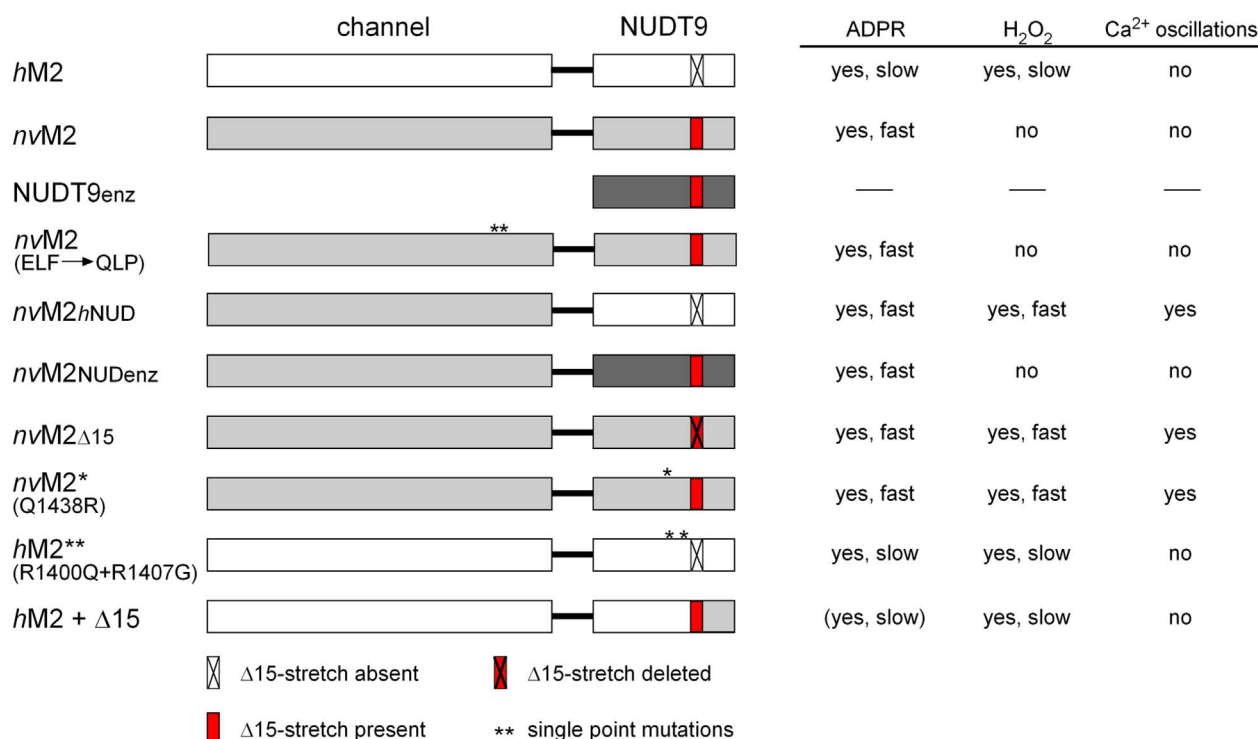 channel NUDT9 ADPR H2O2 Ca2+ oscillations
hM2 yes, slow yes, slow no
nvM2 yes, fast no no
NUDT9enz — — —
**
nvM2 yes, fast no no
(ELF→QLP)
nvM2hNUD yes, fast yes, fast yes
nvM2NUDenz yes, fast no no
nvM2Δ15 yes, fast yes, fast yes
*
nvM2* yes, fast yes, fast yes
(Q1438R)
* *
hM2** yes, slow yes, slow no
(R1400Q+R1407G)
hM2 + Δ15 (yes, slow) yes, slow no
Δ15-stretch absent Δ15-stretch deleted
Δ15-stretch present ** single point mutations